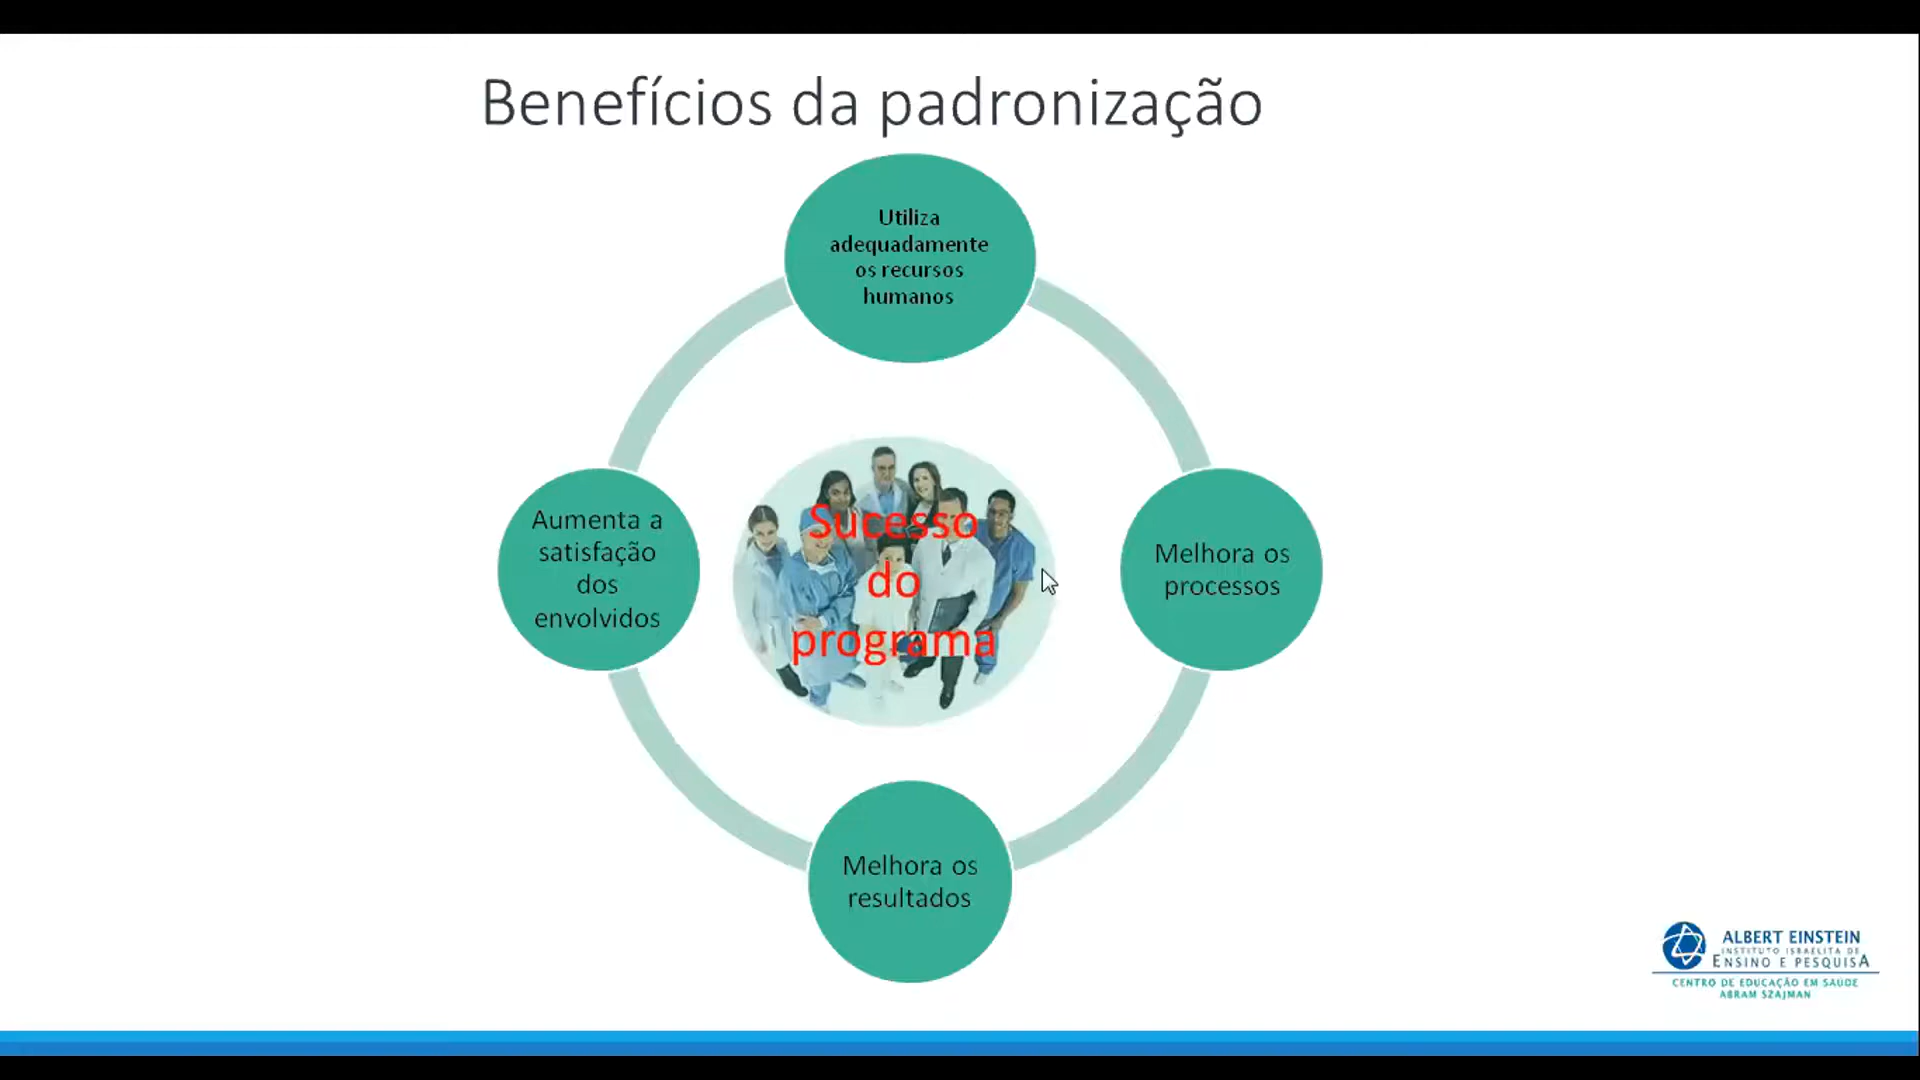 Benefícios da padronização
Utiliza
adequadamente
os recursos
humanos
Aumenta a
satisfação
dos
envolvidos
Sucesso
do
programa
Melhora os
processos
Melhora os
resultados
ALBERT EINSTEIN
INSTITUTO ISRAELITA DE
ENSINO E PESQUISA
CENTRO DE EDUCAÇÃO EM SAÚDE
ABRAM SZAJMAN